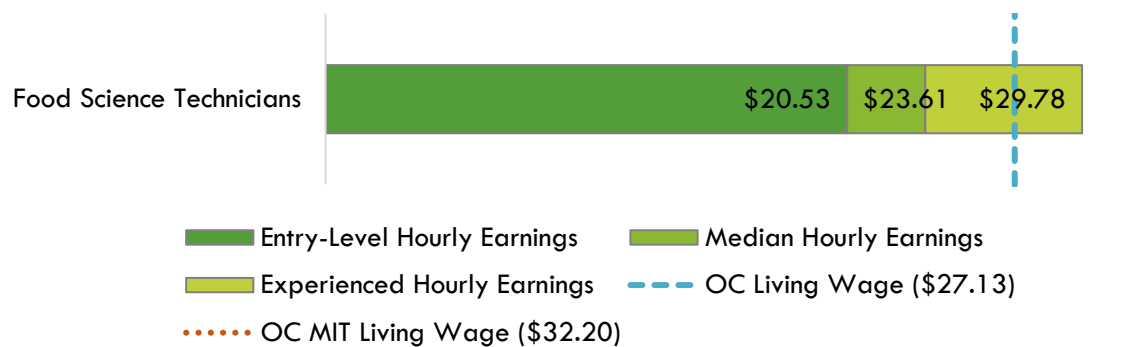 Food Science Technicians $20.53 $23.61 $29.78
Entry-Level Hourly Earnings Median Hourly Earnings
Experienced Hourly Earnings OC Living Wage ($27.13)
OC MIT Living Wage ($32.20)